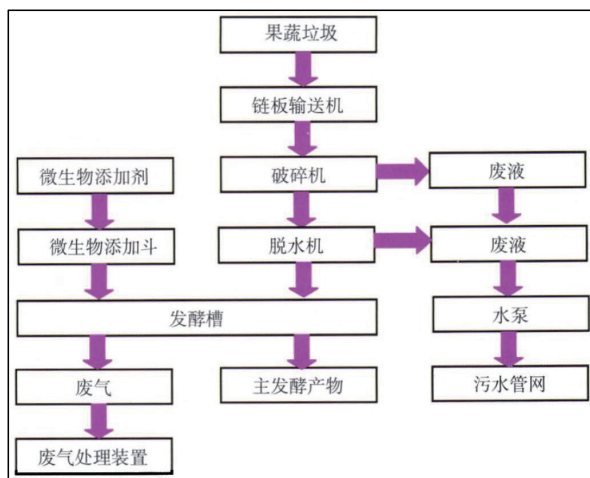 果蔬垃圾
链板输送机
微生物添加剂
破碎机
废液
微生物添加斗
脱水机
废液
发酵槽
水泵
废气
主发酵产物
污水管网
废气处理装置